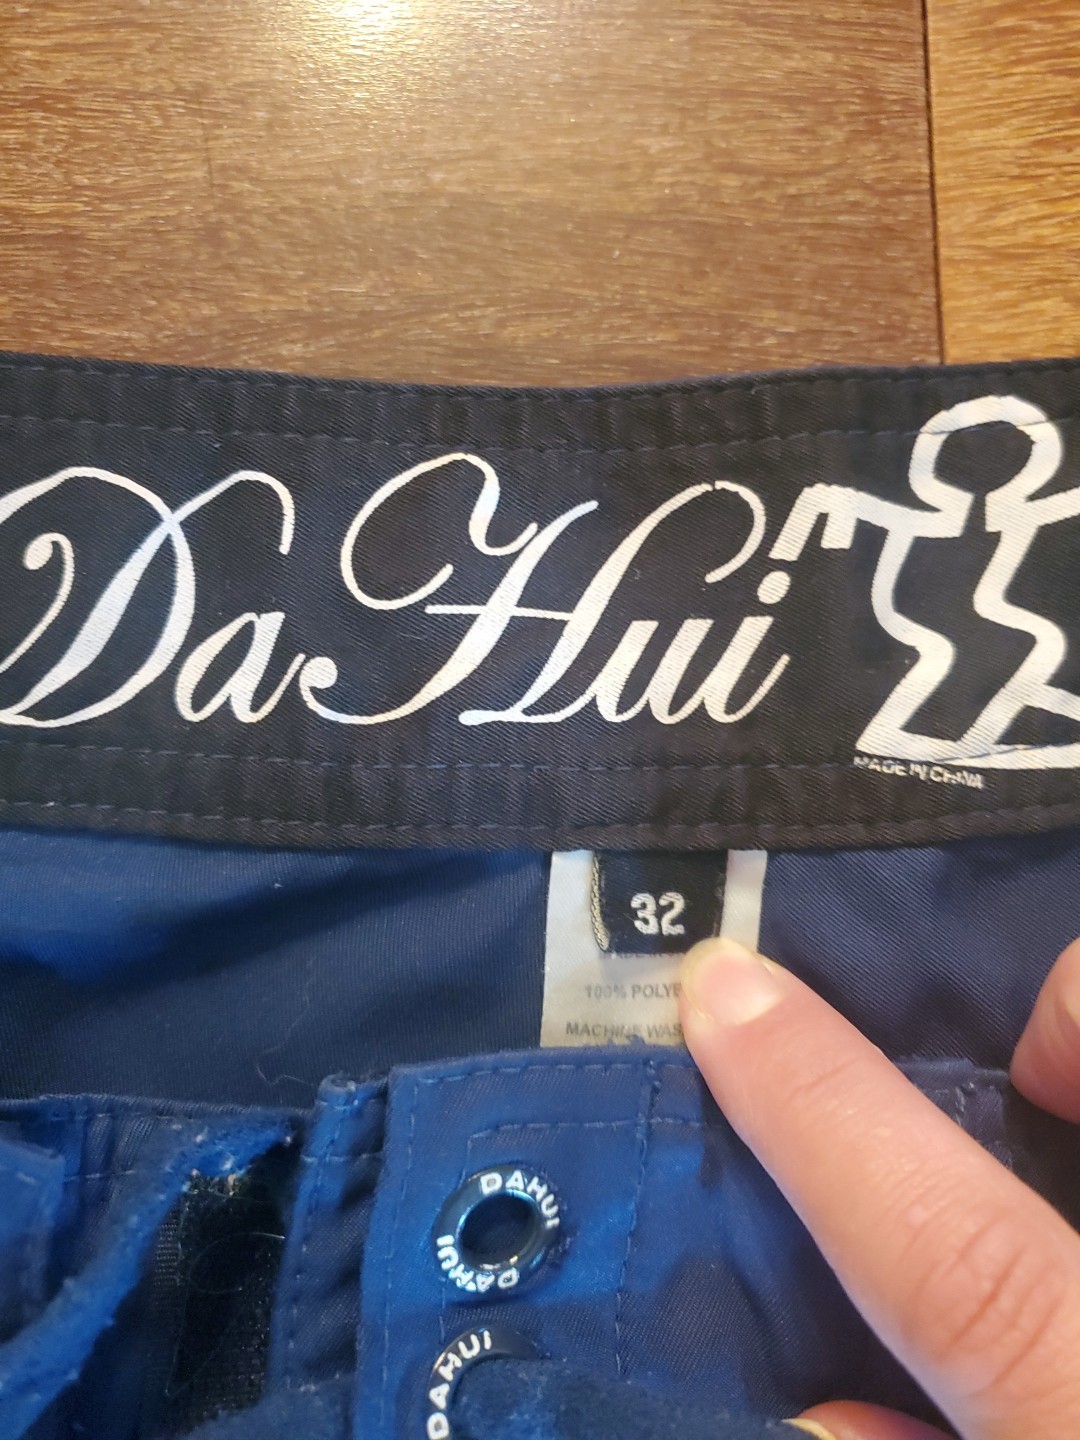 Da Hui
MADE IN CHINA
32
100% POLYE
MACHINE WAS
DAHUI
DAHUI
DAHUI